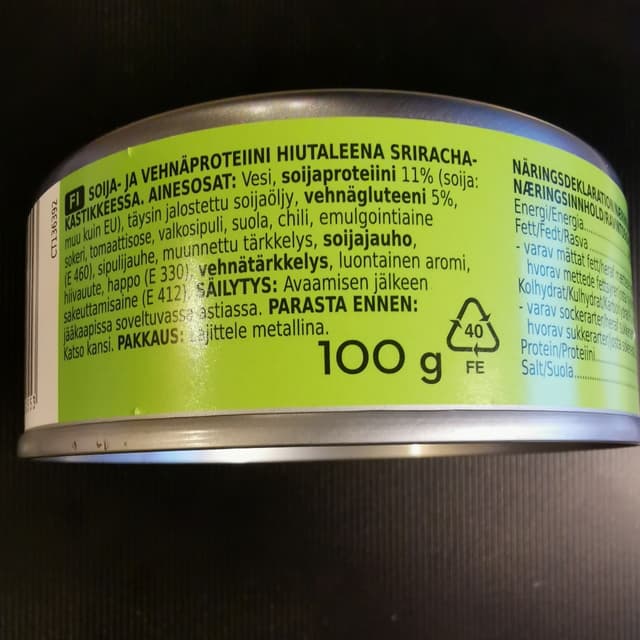 FI SOIJA- JA VEHNÄPROTEIINI HIUTALEENA SRIRACHA-
KASTIKKEESSA. AINESOSAT: Vesi, soijaproteiini 11% (soija:
muu kuin EU), täysin jalostettu soijaöljy, vehnägluteeni 5%,
sokeri, tomaattisose, valkosipuli, suola, chili, emulgointiaine
(E 460), sipulijauhe, muunnettu tärkkelys, soijajauho,
hiivauute, happo (E 330), vehnätärkkelys, luontainen aromi,
sakeuttamisaine (E 412). SÄILYTYS: Avaamisen jälkeen
jääkaapissa soveltuvassa astiassa. PARASTA ENNEN:
Katso kansi. PAKKAUS: Lajittele metallina.
100 g
40
FE
CT136392
NÄRINGSDEKLARATION
NÆRINGSINNHOLD
Energi/Energia
Fett/Fedt/Rasva
- varav mättat fett
hvorav mettede
Kolhydrat/Kulhydrat
- varav sockerarter
hvorav sukkerarter
Protein/Proteiini
Salt/Suola